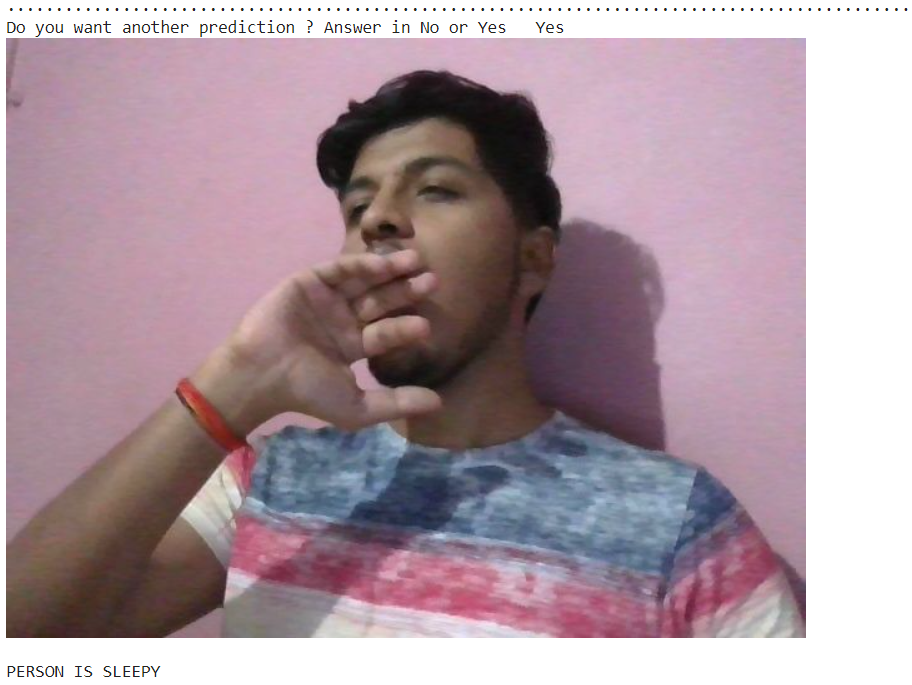 ..............................................................................................
Do you want another prediction ? Answer in No or Yes   Yes
PERSON IS SLEEPY